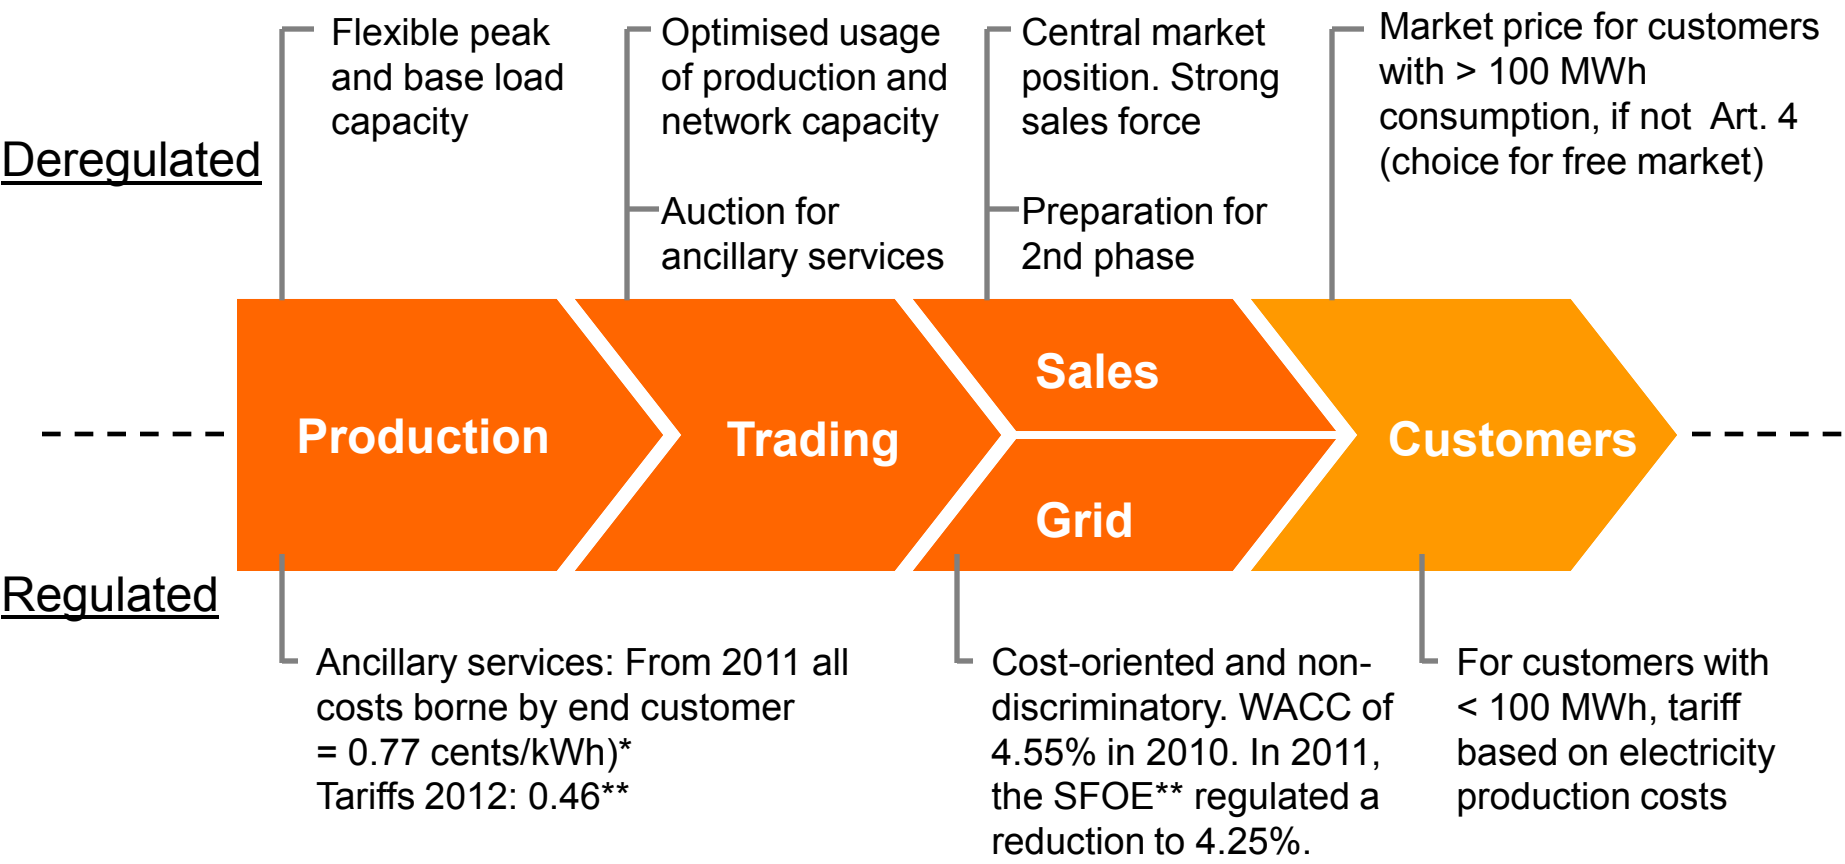 Flexible peak
and base load
capacity
Optimised usage
of production and
network capacity
Auction for
ancillary services
Central market
position. Strong
sales force
Preparation for
2nd phase
Market price for customers
with > 100 MWh
consumption, if not  Art. 4
(choice for free market)
Deregulated
Production
Trading
Sales
Grid
Customers
Regulated
Ancillary services: From 2011 all
costs borne by end customer
= 0.77 cents/kWh)*
Tariffs 2012: 0.46**
Cost-oriented and non-
discriminatory. WACC of
4.55% in 2010. In 2011,
the SFOE** regulated a
reduction to 4.25%.
For customers with
< 100 MWh, tariff
based on electricity
production costs